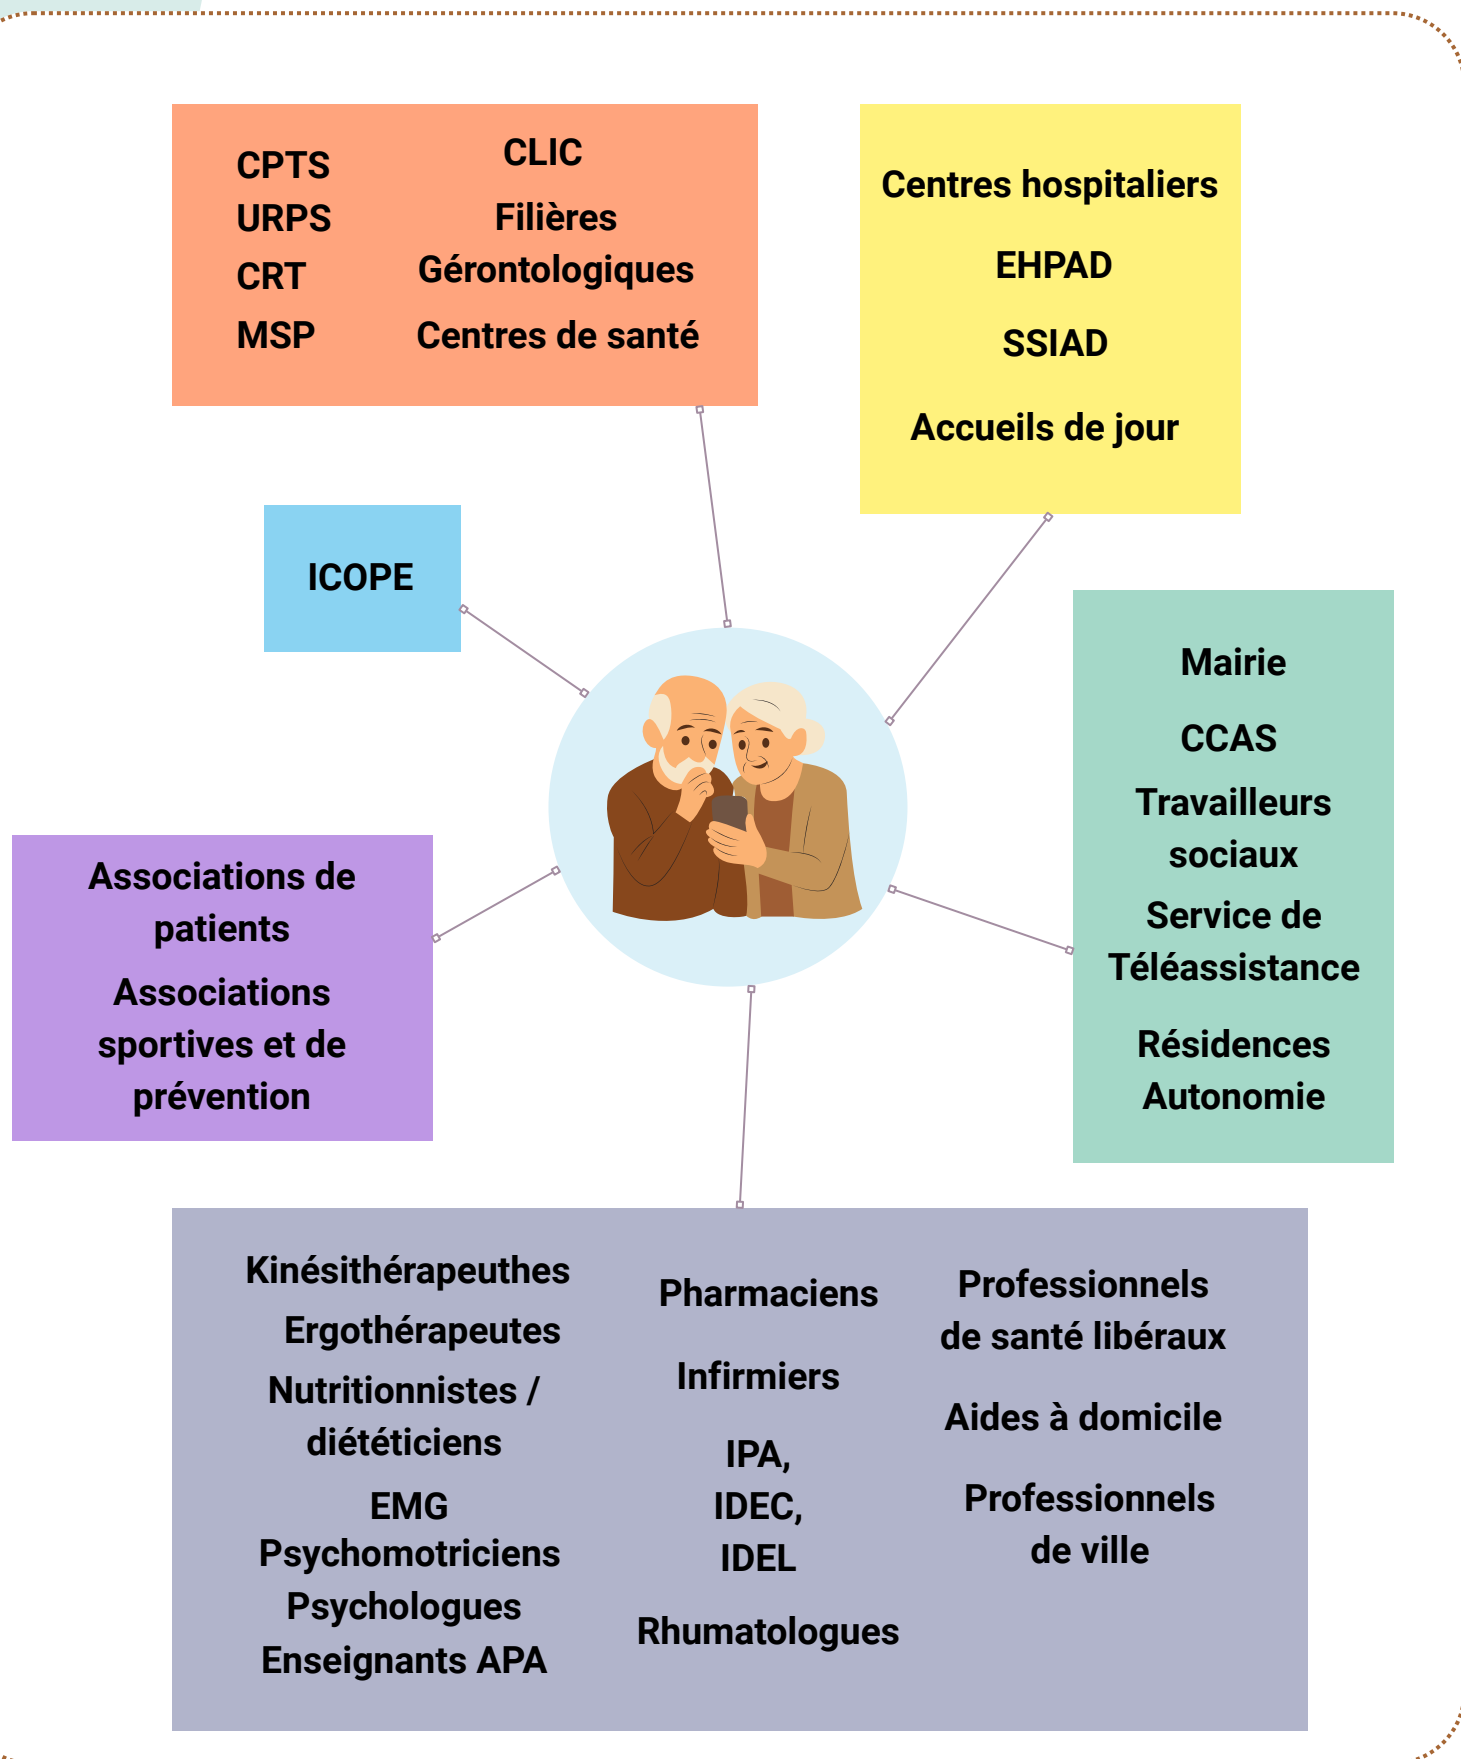 CPTS
URPS
CRT
MSP
CLIC
Filières
Gérontologiques
Centres de santé
Centres hospitaliers
EHPAD
SSIAD
Accueils de jour
ICOPE
Mairie
CCAS
Travailleurs
sociaux
Service de
Téléassistance
Résidences
Autonomie
Associations de
patients
Associations
sportives et de
prévention
Kinésithérapeuthes
Ergothérapeutes
Nutritionnistes /
diététiciens
EMG
Psychomotriciens
Psychologues
Enseignants APA
Pharmaciens
Infirmiers
IPA,
IDEC,
IDEL
Rhumatologues
Professionnels
de santé libéraux
Aides à domicile
Professionnels
de ville